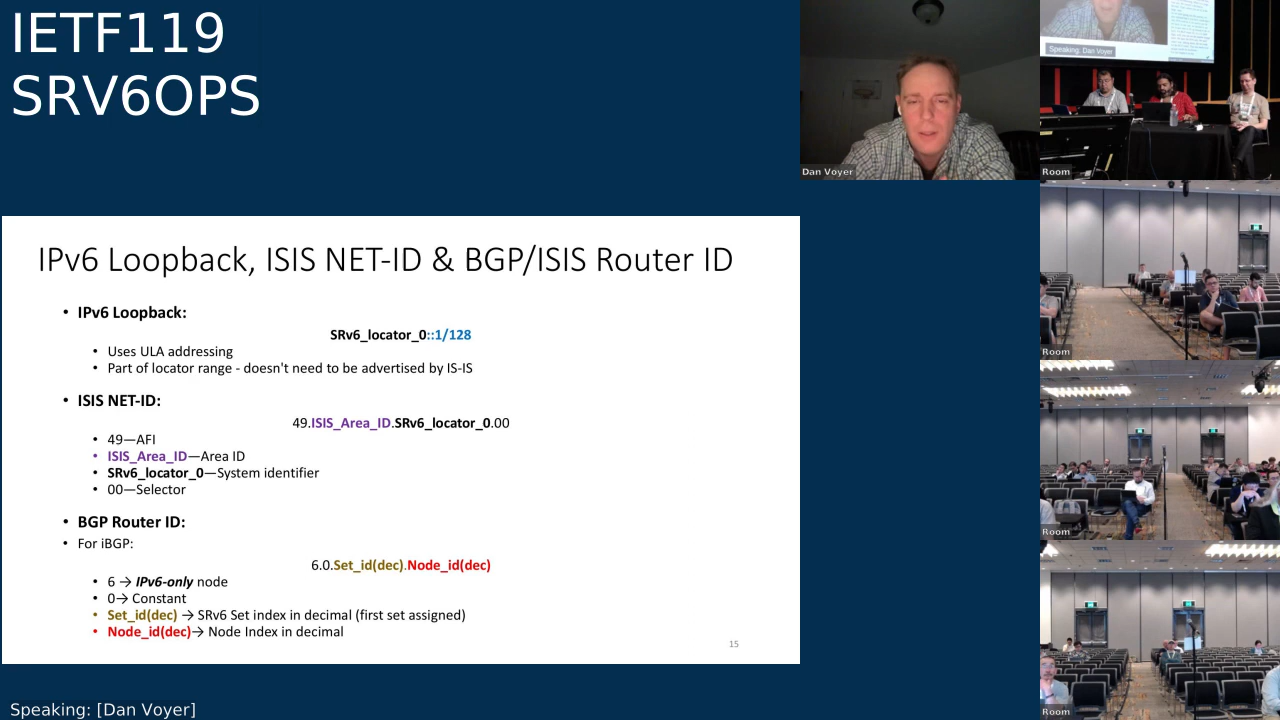 IETF119
SRV6OPS
Dan Voyer
Speaking: Dan Voyer
Room
Room
Room
Room
IPv6 Loopback, ISIS NET-ID & BGP/ISIS Router ID
• IPv6 Loopback:
SRv6_locator_0::1/128
• Uses ULA addressing
• Part of locator range - doesn't need to be advertised by IS-IS
• ISIS NET-ID:
49.ISIS_Area_ID.SRv6_locator_0.00
• 49—AFI
• ISIS_Area_ID—Area ID
• SRv6_locator_0—System identifier
• 00—Selector
• BGP Router ID:
• For iBGP:
6.0.Set_id(dec).Node_id(dec)
• 6 → IPv6-only node
• 0→ Constant
• Set_id(dec) → SRv6 Set index in decimal (first set assigned)
• Node_id(dec)→ Node Index in decimal
15
Speaking: [Dan Voyer]